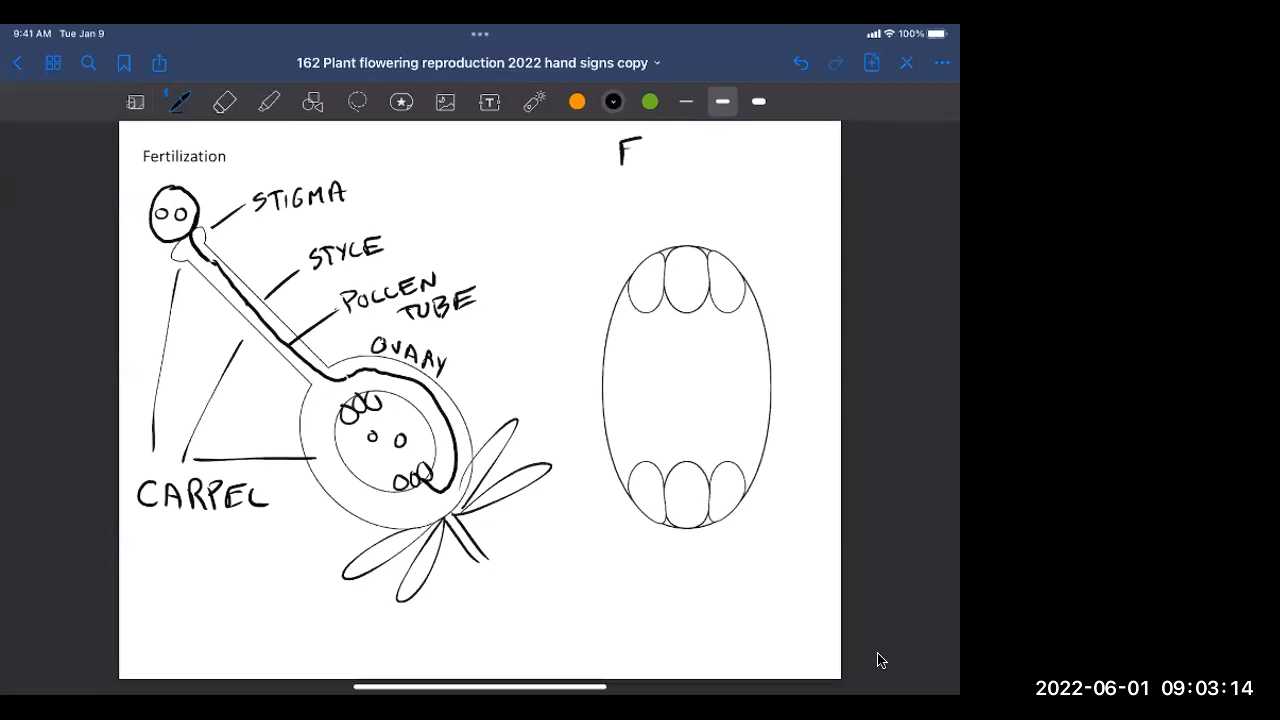 9:41 AM Tue Jan 9
100%
162 Plant flowering reproduction 2022 hand signs copy
Fertilization
F
STIGMA
STYLE
POLLEN
TUBE
OVARY
CARPEL
2022-06-01 09:03:14